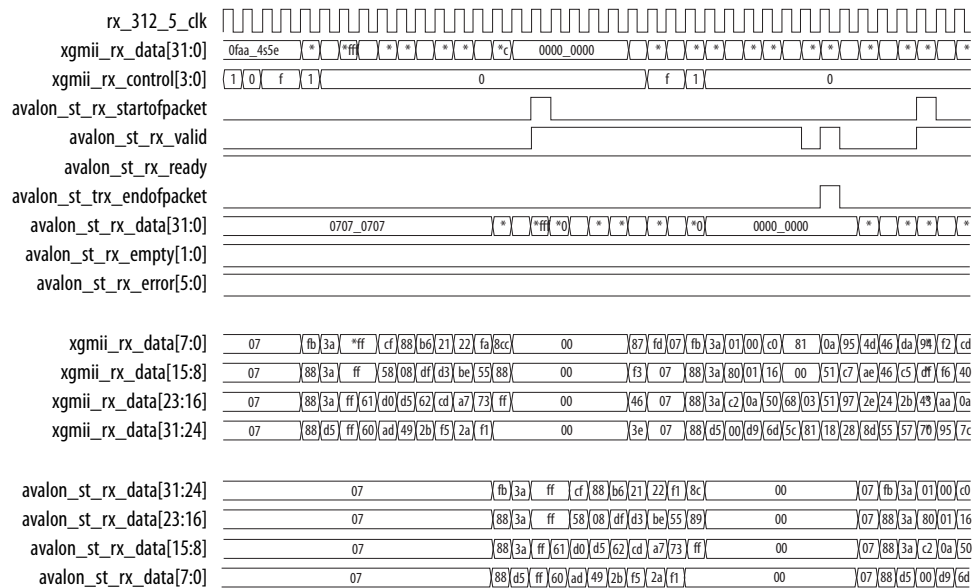 rx_312_5_clk
xgmii_rx_data[31:0] 0faa_4s5e * *fff * * * * *c 0000_0000 * * * * * * * * *
xgmii_rx_control[3:0] 1 0 f 1 0 f 1 0
avalon_st_rx_startofpacket
avalon_st_rx_valid
avalon_st_rx_ready
avalon_st_trx_endofpacket
avalon_st_rx_data[31:0] 0707_0707 * *fff *0 * * * *0 0000_0000 * * * *
avalon_st_rx_empty[1:0]
avalon_st_rx_error[5:0]
xgmii_rx_data[7:0] 07 fb 3a *ff cf 88 b6 21 22 fa 8cc 00 87 fd 07 fb 3a 01 00 c0 81 0a 95 4d 46 da 94 f2 cd
xgmii_rx_data[15:8] 07 88 3a ff 58 08 df d3 be 55 88 00 f3 07 88 3a 80 01 16 00 51 c7 ae 46 c5 df f6 40
xgmii_rx_data[23:16] 07 88 3a ff 61 d0 d5 62 cd a7 73 ff 00 46 07 88 3a c2 0a 50 68 03 51 97 2e 24 2b 43 aa 0a
xgmii_rx_data[31:24] 07 88 d5 ff 60 ad 49 2b f5 2a f1 00 3e 07 88 d5 00 d9 6d 5c 81 18 28 8d 55 57 70 95 7c
avalon_st_rx_data[31:24] 07 fb 3a ff cf 88 b6 21 22 f1 8c 00 07 fb 3a 01 00 c0
avalon_st_rx_data[23:16] 07 88 3a ff 58 08 df d3 be 55 89 00 07 88 3a 80 01 16
avalon_st_rx_data[15:8] 07 88 3a ff 61 d0 d5 62 cd a7 73 ff 00 07 88 3a c2 0a 50
avalon_st_rx_data[7:0] 07 88 d5 ff 60 ad 49 2b f5 2a f1 00 07 88 d5 00 d9 6d